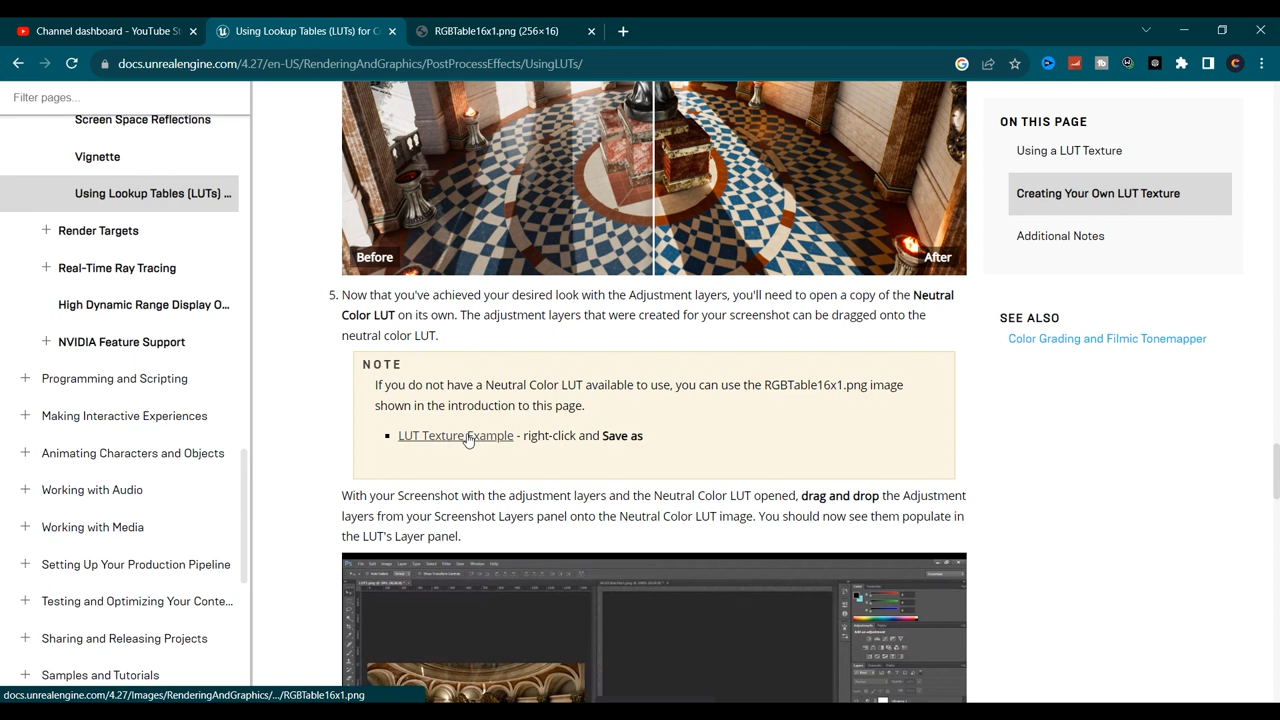 Channel dashboard - YouTube St
Using Lookup Tables (LUTs) for C
RGBTable16x1.png (256×16)
docs.unrealengine.com/4.27/en-US/RenderingAndGraphics/PostProcessEffects/UsingLUTs/
Filter pages...
Screen Space Reflections
Vignette
Using Lookup Tables (LUTs) ...
Render Targets
Real-Time Ray Tracing
High Dynamic Range Display O...
NVIDIA Feature Support
Programming and Scripting
Making Interactive Experiences
Animating Characters and Objects
Working with Audio
Working with Media
Setting Up Your Production Pipeline
Testing and Optimizing Your Conte...
Sharing and Releasing Projects
Samples and Tutorials
docs.unrealengine.com/4.27/Images/RenderingAndGraphics/.../RGBTable16x1.png
Before
After
5. Now that you've achieved your desired look with the Adjustment layers, you'll need to open a copy of the Neutral
Color LUT on its own. The adjustment layers that were created for your screenshot can be dragged onto the
neutral color LUT.
NOTE
If you do not have a Neutral Color LUT available to use, you can use the RGBTable16x1.png image
shown in the introduction to this page.
LUT Texture Example - right-click and Save as
With your Screenshot with the adjustment layers and the Neutral Color LUT opened, drag and drop the Adjustment
layers from your Screenshot Layers panel onto the Neutral Color LUT image. You should now see them populate in
the LUT's Layer panel.
ON THIS PAGE
Using a LUT Texture
Creating Your Own LUT Texture
Additional Notes
SEE ALSO
Color Grading and Filmic Tonemapper